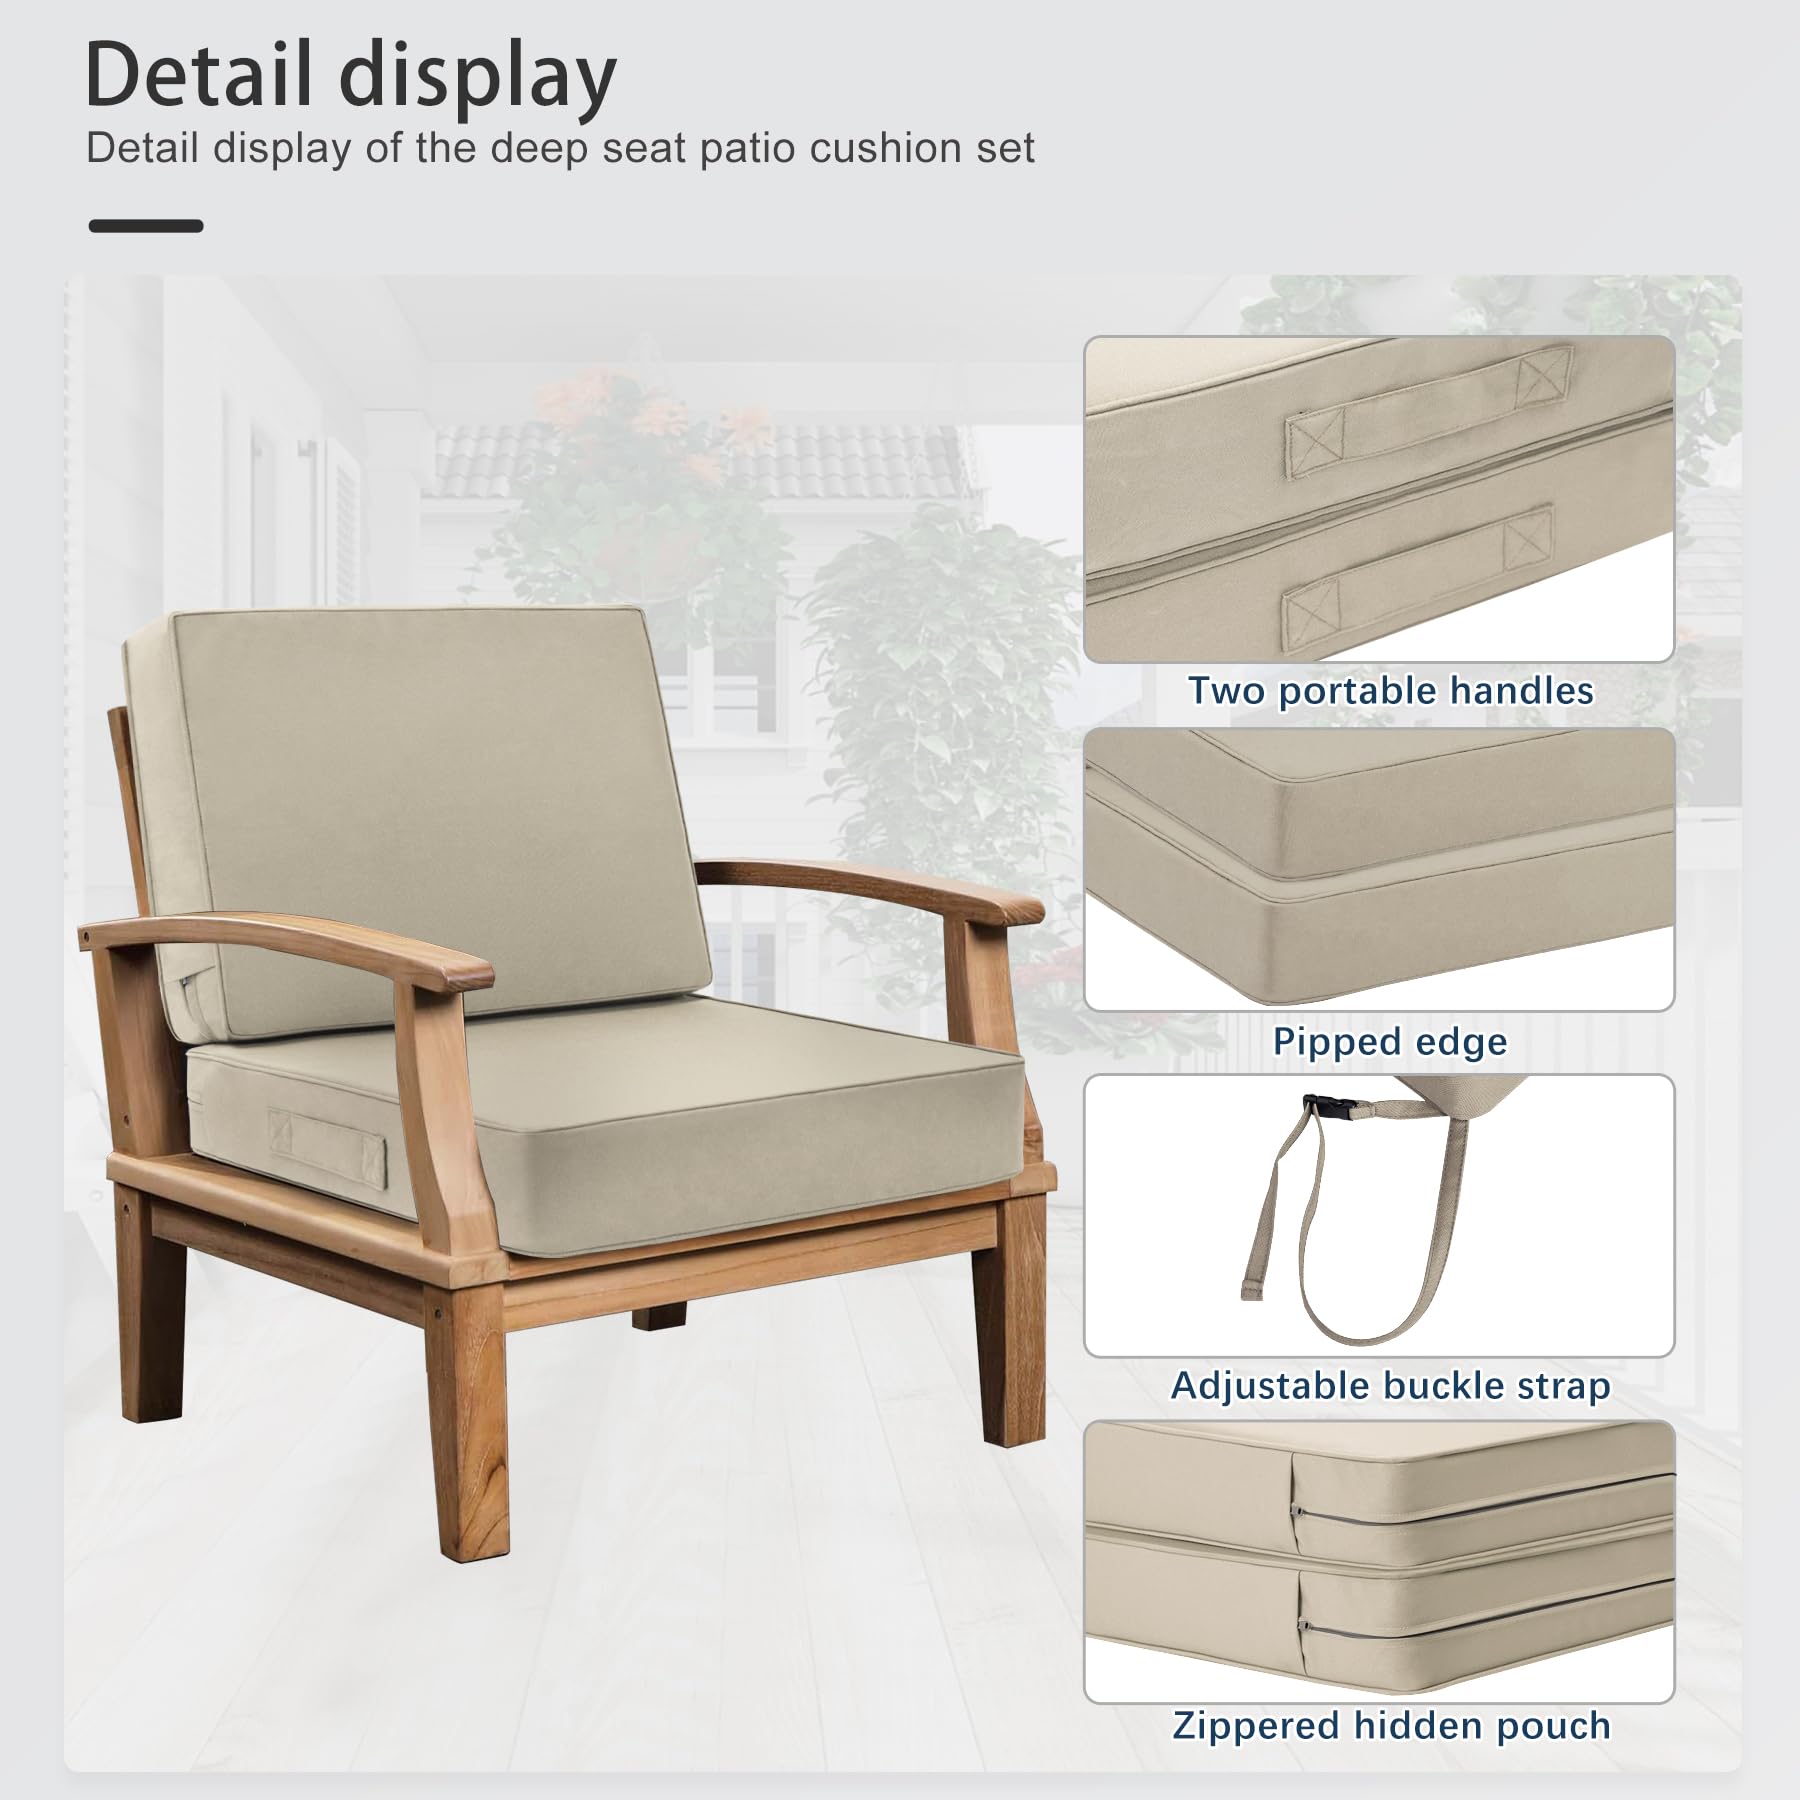 Detail display
Detail display of the deep seat patio cushion set
Two portable handles
Pipped edge
Adjustable buckle strap
Zippered hidden pouch